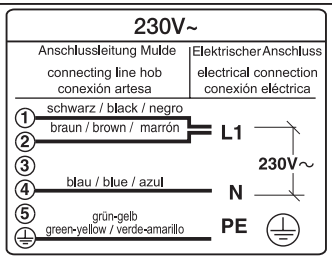 230V~
Anschlussleitung Mulde
Elektrischer Anschluss
connecting line hob
electrical connection
conexión artesa
conexión eléctrica
1 schwarz / black / negro
braun / brown / marrón
L1
2
3
230V~
4 blau / blue / azul
N
5
grün-gelb
green-yellow / verde-amarillo
PE